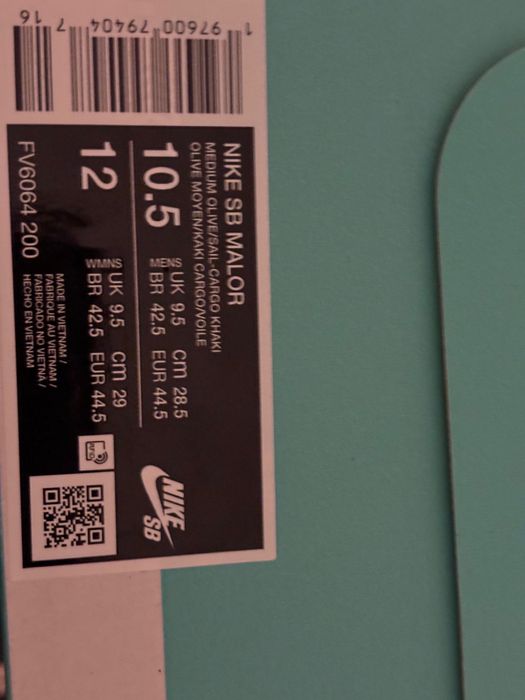 NIKE SB MALOR
MEDIUM OLIVE/SAIL-CARGO KHAKI
OLIVE MOYEN/KAKI CARGO/VOILE
10.5 MENS UK 9.5 cm 28.5
BR 42.5 EUR 44.5
12 WMNS UK 9.5 cm 29
BR 42.5 EUR 44.5
FV6064 200
MADE IN VIETNAM /
FABRIQUE AU VIETNAM /
FABRICADO NO VIETNA /
HECHO EN VIETNAM
RFID
NIKE
SB
1 97600 79404 7 16